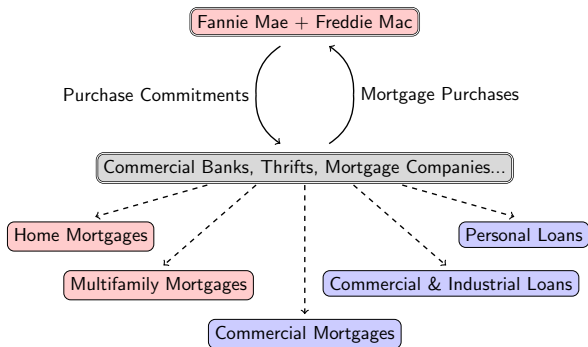 Fannie Mae + Freddie Mac
Purchase Commitments
Mortgage Purchases
Commercial Banks, Thrifts, Mortgage Companies...
Home Mortgages
Personal Loans
Multifamily Mortgages
Commercial & Industrial Loans
Commercial Mortgages